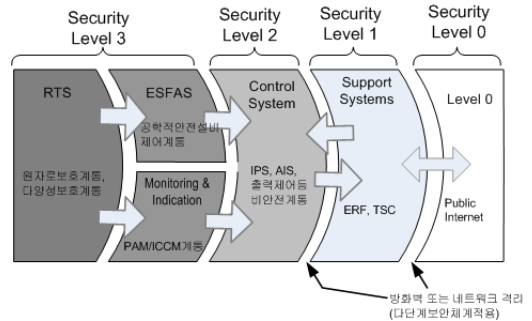 Security
Level 3
Security
Level 2
Security
Level 1
Security
Level 0
RTS
원자로보호계통,
다양성보호계통
ESFAS
공학적안전설비
제어계통
Monitoring &
Indication
PAM/ICCM계통
Control
System
IPS, AIS,
출력제어등
비안전계통
Support
Systems
ERF, TSC
Level 0
Public
Internet
방화벽 또는 네트워크 격리
(다단계보안체계적용)